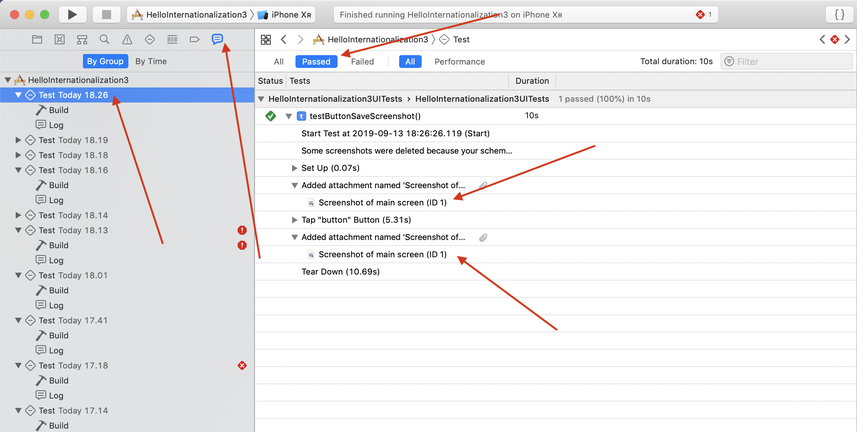 HelloInternationalization3 〉 iPhone Xʀ
Finished running HelloInternationalization3 on iPhone Xʀ
1
{ }
HelloInternationalization3 〉 Test
All Passed Failed All Performance
Total duration: 10s
Filter
By Group By Time
Status Tests Duration
HelloInternationalization3
Test Today 18.26
Build
Log
Test Today 18.19
Test Today 18.18
Test Today 18.16
Build
Log
Test Today 18.14
Test Today 18.13
Build
Log
Test Today 18.01
Build
Log
Test Today 17.41
Build
Log
Test Today 17.18
Build
Log
Test Today 17.14
Build
HelloInternationalization3UITests › HelloInternationalization3UITests 1 passed (100%) in 10s
t testButtonSaveScreenshot() 10s
Start Test at 2019-09-13 18:26:26.119 (Start)
Some screenshots were deleted because your schem...
Set Up (0.07s)
Added attachment named 'Screenshot of...
Screenshot of main screen (ID 1)
Tap "button" Button (5.31s)
Added attachment named 'Screenshot of...
Screenshot of main screen (ID 1)
Tear Down (10.69s)